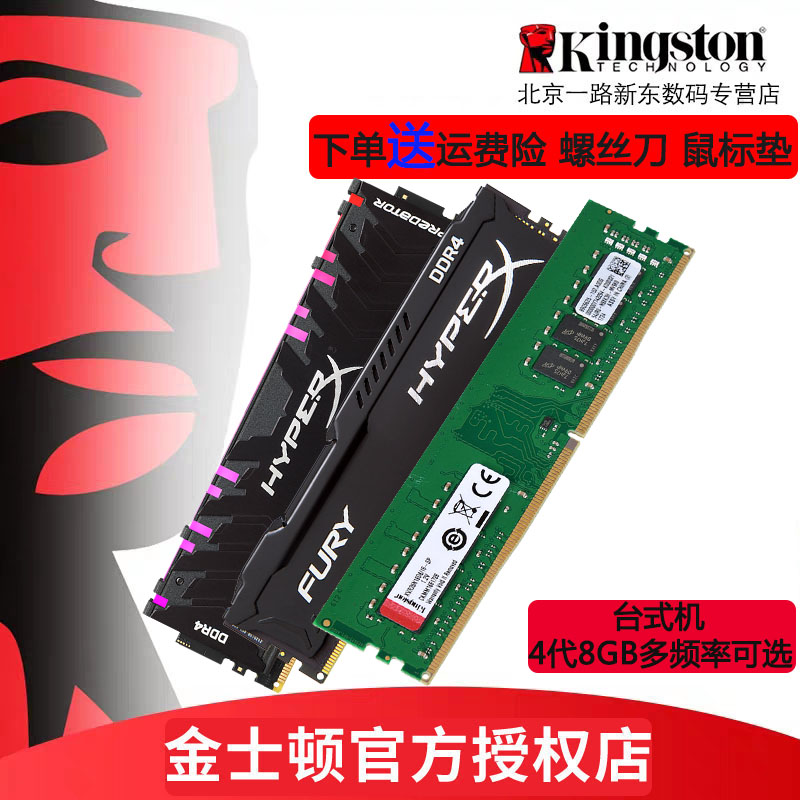 Kingston
TECHNOLOGY
北京一路新东数码专营店
下单送运费险 螺丝刀 鼠标垫
PREDATOR
HYPERX
DDR4
DDR4
HYPERX
FURY
Kingston
台式机
4代8GB多频率可选
金士顿官方授权店